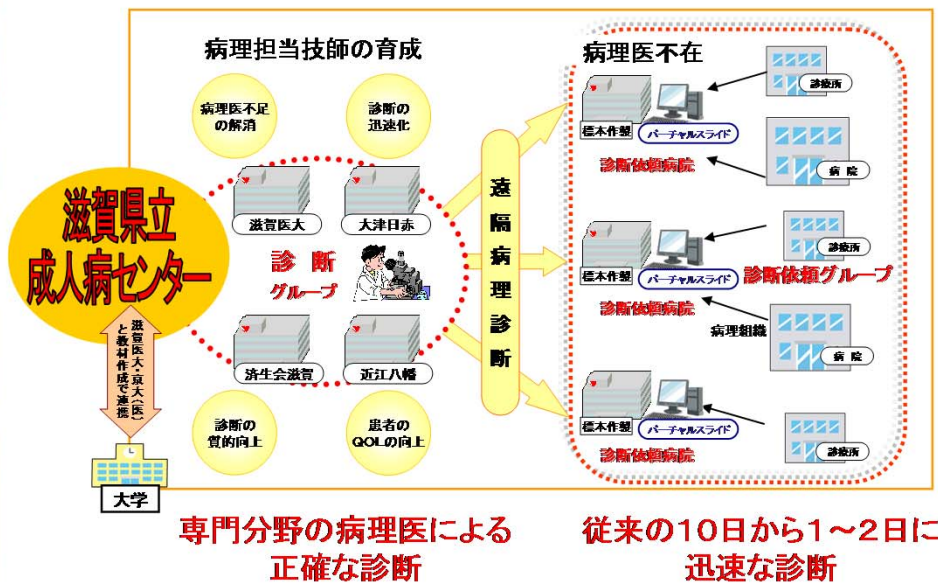 病理担当技師の育成
病理医不足
の解消
診断の
迅速化
滋賀県立
成人病センター
滋賀医大
大津日赤
診断
グループ
済生会滋賀
近江八幡
滋賀医大・京大(医)
と教材作成で連携
大学
診断の
質的向上
患者の
QOLの向上
遠隔病理診断
病理医不在
標本作製
バーチャルスライド
診断依頼病院
診療所
病院
標本作製
バーチャルスライド
診断依頼病院
診療所
診断依頼グループ
病理組織
病院
標本作製
バーチャルスライド
診断依頼病院
診療所
専門分野の病理医による
正確な診断
従来の10日から1～2日に
迅速な診断